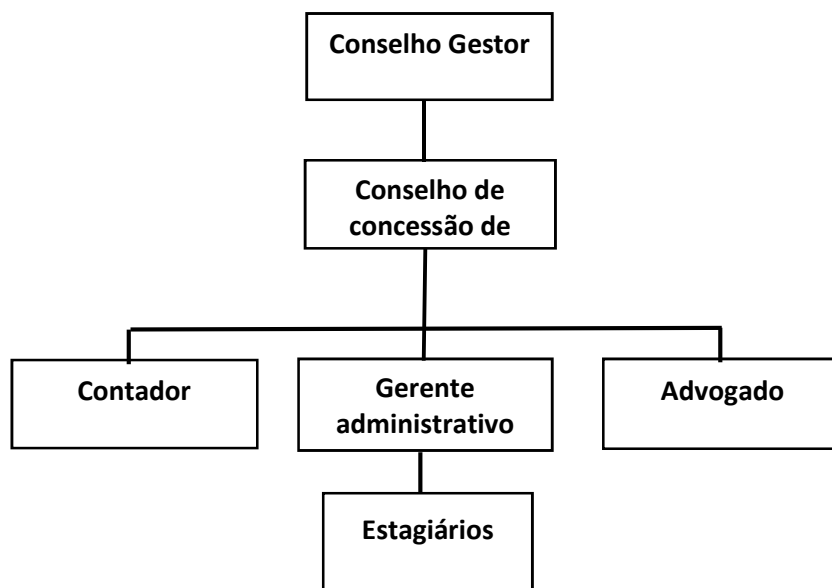 Conselho Gestor
Conselho de
concessão de
Contador
Gerente
administrativo
Advogado
Estagiários